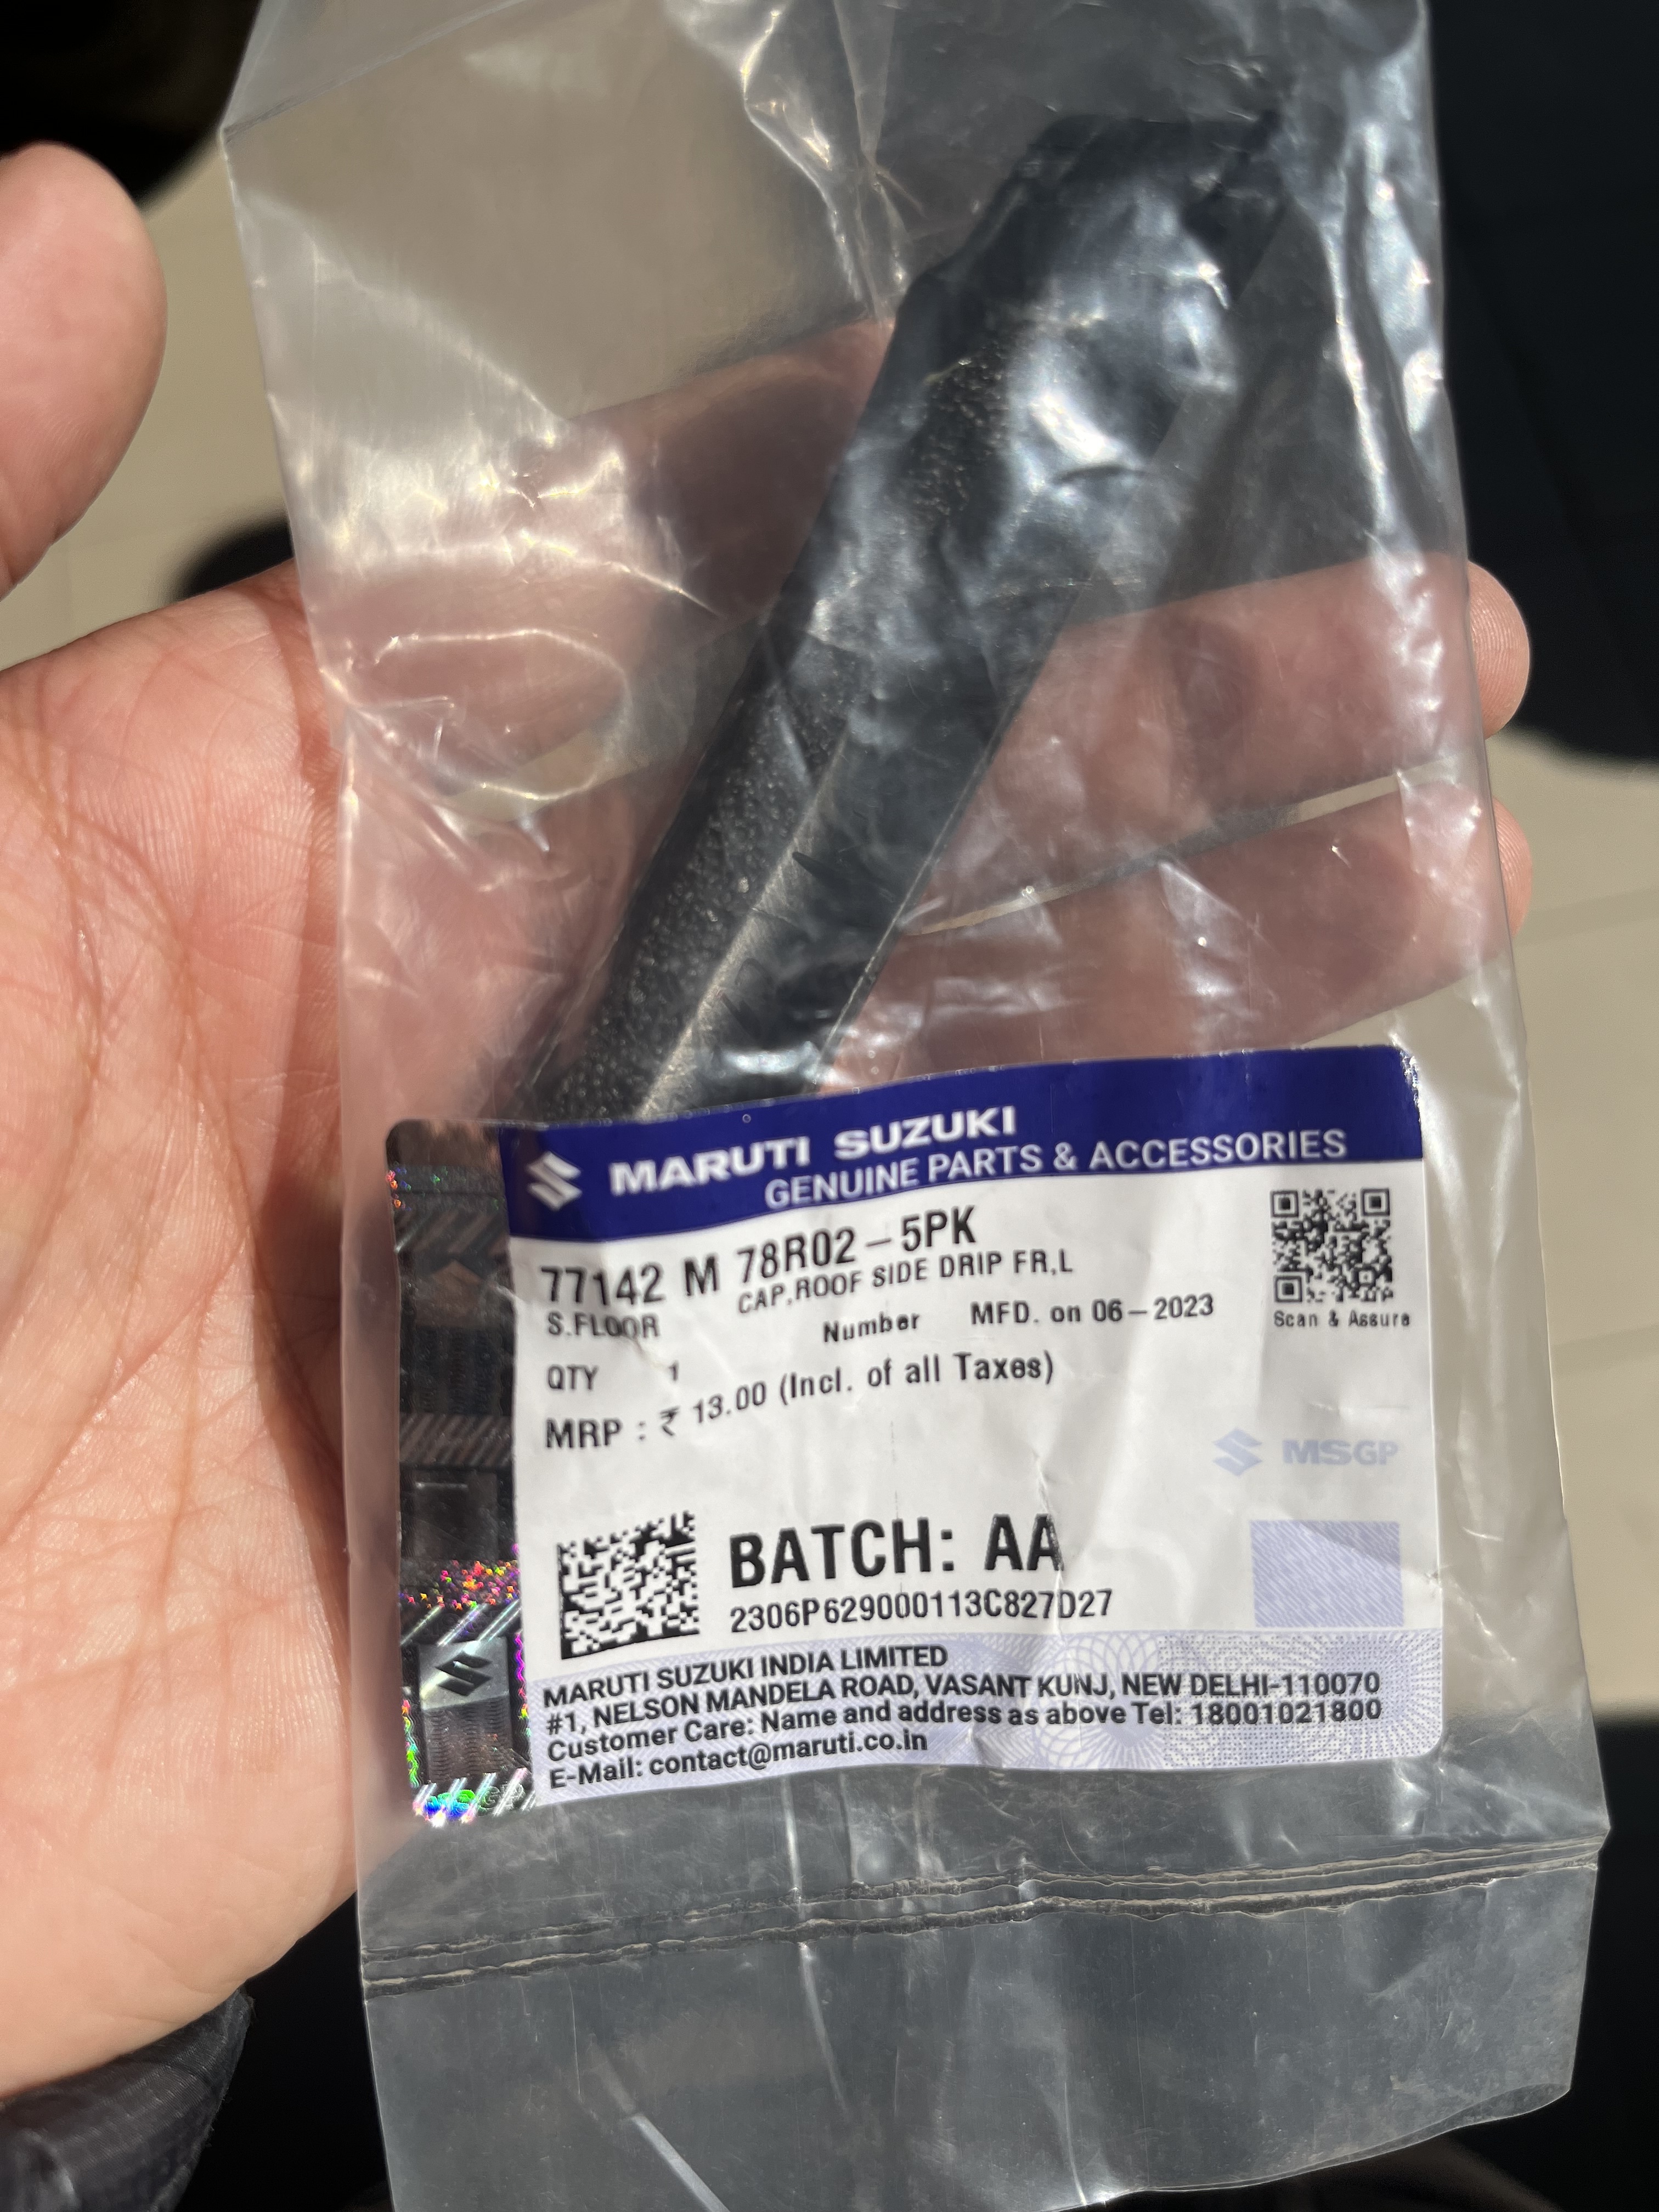 MARUTI SUZUKI
GENUINE PARTS & ACCESSORIES
77142 M 78R02-5PK
CAP,ROOF SIDE DRIP FR,L
S.FLOOR
Number MFD. on 06-2023
Scan & Assure
QTY 1
MRP : ₹ 13.00 (Incl. of all Taxes)
MSGP
BATCH: AA
2306P629000113C827D27
MARUTI SUZUKI INDIA LIMITED
#1, NELSON MANDELA ROAD, VASANT KUNJ, NEW DELHI-110070
Customer Care: Name and address as above Tel: 18001021800
E-Mail: contact@maruti.co.in